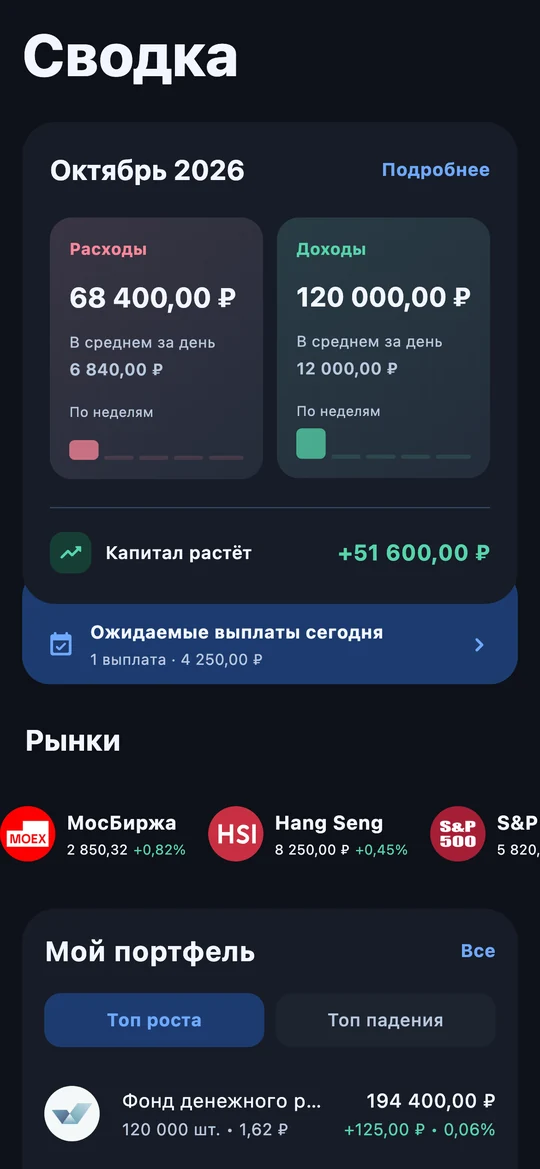 Сводка
Октябрь 2026
Подробнее
Расходы
68 400,00 ₽
В среднем за день
6 840,00 ₽
По неделям
Доходы
120 000,00 ₽
В среднем за день
12 000,00 ₽
По неделям
Капитал растёт
+51 600,00 ₽
Ожидаемые выплаты сегодня
1 выплата · 4 250,00 ₽
Рынки
MOEX
МосБиржа
2 850,32 +0,82%
HSI
Hang Seng
8 250,00 ₽ +0,45%
S&P
500
S&P
5 820,
Мой портфель
Все
Топ роста
Топ падения
Фонд денежного р...
194 400,00 ₽
120 000 шт. • 1,62 ₽
+125,00 ₽ • 0,06%